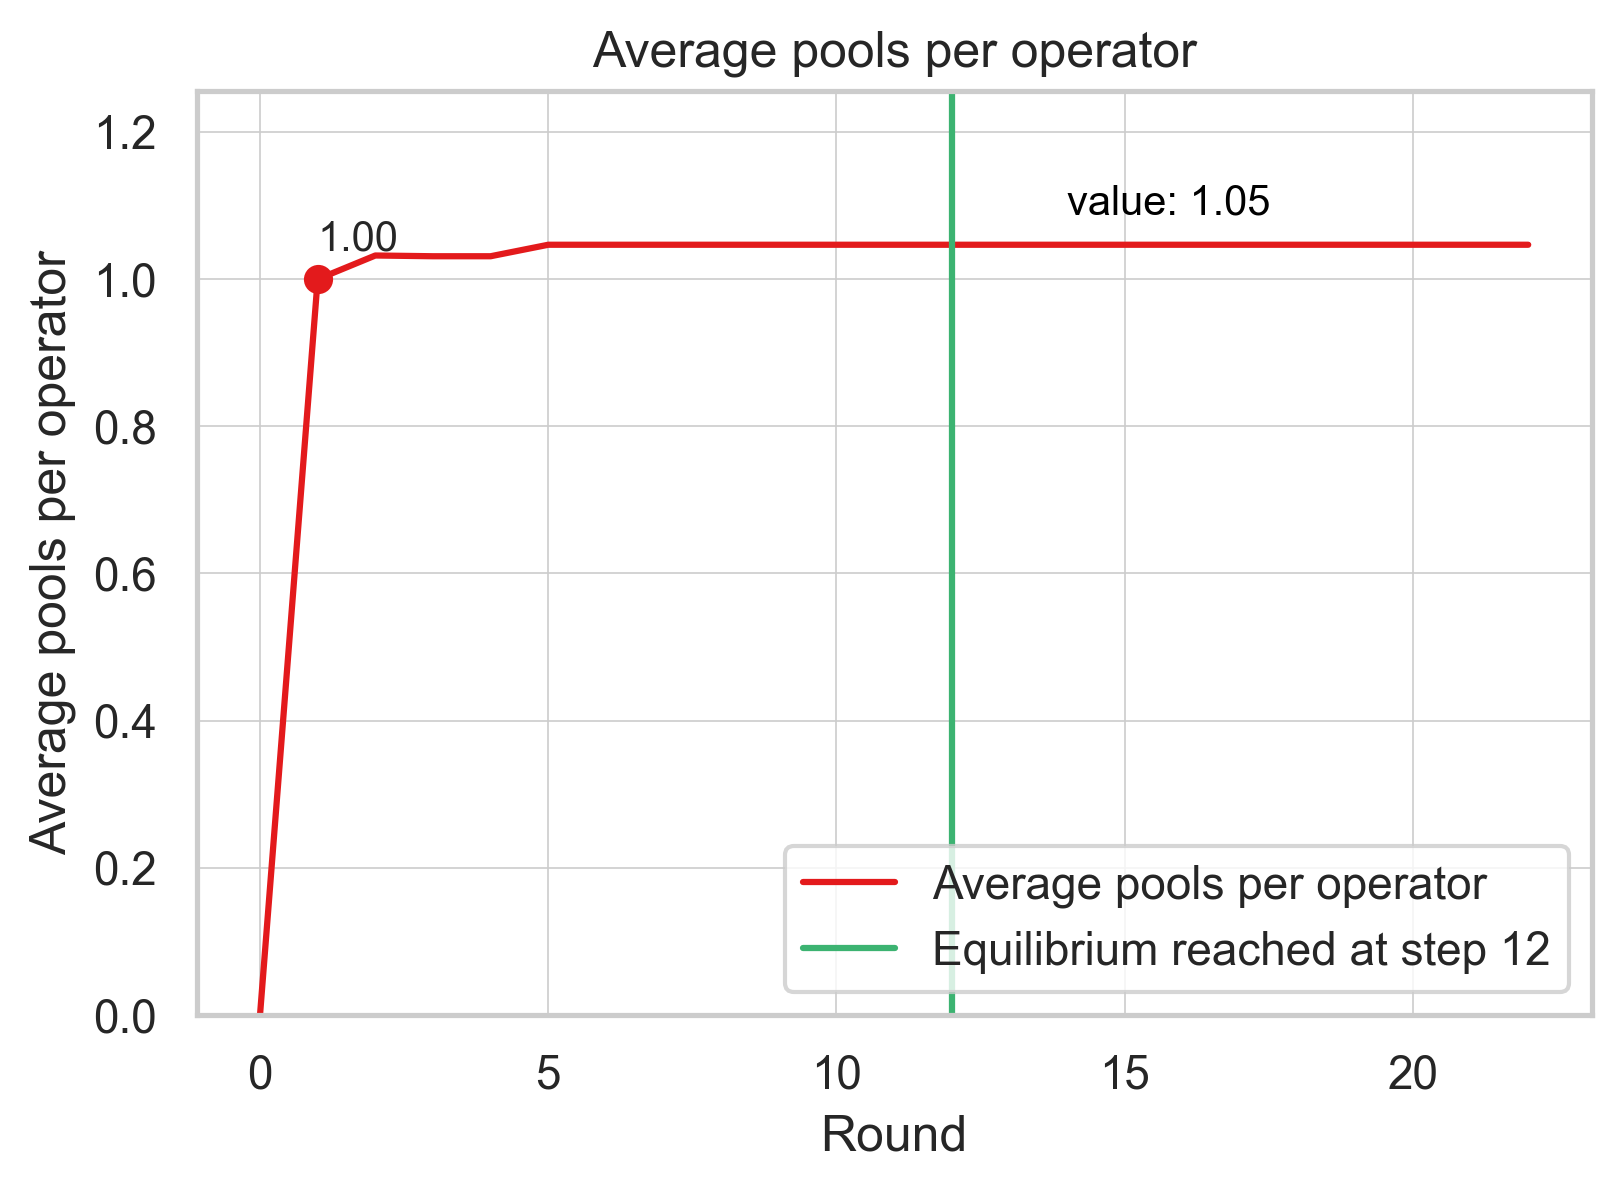 Average pools per operator
Average pools per operator
1.2
1.0
0.8
0.6
0.4
0.2
0.0
1.00
value: 1.05
Average pools per operator
Equilibrium reached at step 12
0
5
10
15
20
Round